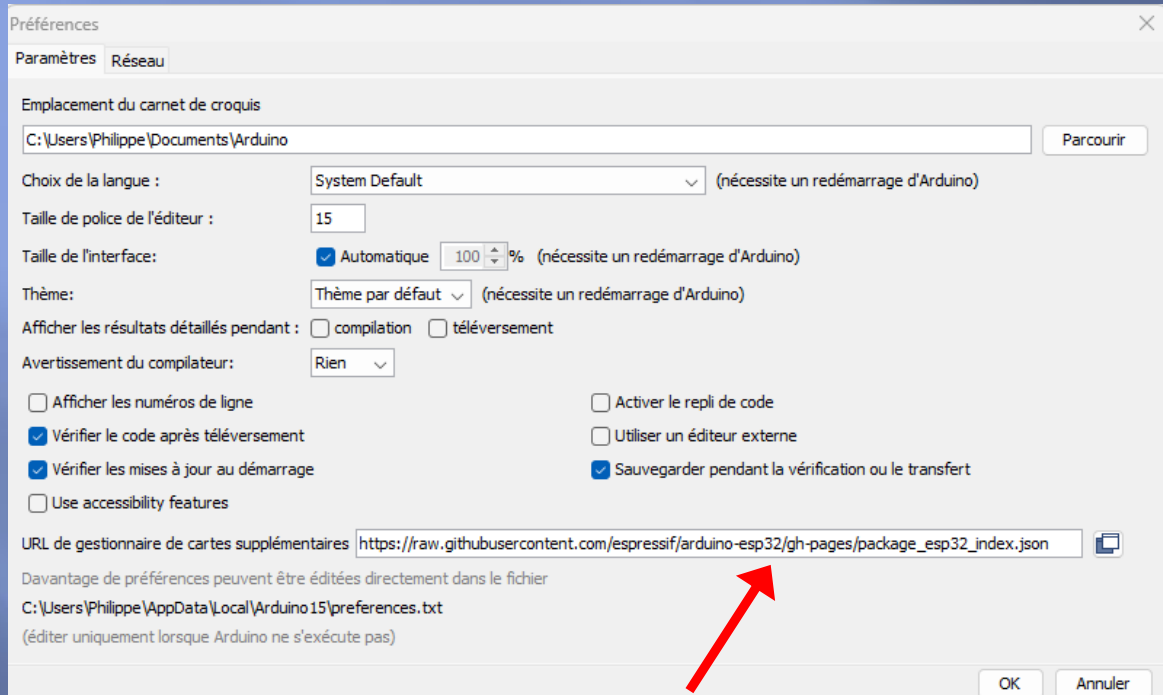 Préférences
Paramètres Réseau
Emplacement du carnet de croquis
C:\Users\Philippe\Documents\Arduino Parcourir
Choix de la langue : System Default (nécessite un redémarrage d'Arduino)
Taille de police de l'éditeur : 15
Taille de l'interface: Automatique 100 % (nécessite un redémarrage d'Arduino)
Thème: Thème par défaut (nécessite un redémarrage d'Arduino)
Afficher les résultats détaillés pendant : compilation téléversement
Avertissement du compilateur: Rien
Afficher les numéros de ligne Activer le repli de code
Vérifier le code après téléversement Utiliser un éditeur externe
Vérifier les mises à jour au démarrage Sauvegarder pendant la vérification ou le transfert
Use accessibility features
URL de gestionnaire de cartes supplémentaires https://raw.githubusercontent.com/espressif/arduino-esp32/gh-pages/package_esp32_index.json
Davantage de préférences peuvent être éditées directement dans le fichier
C:\Users\Philippe\AppData\Local\Arduino15\preferences.txt
(éditer uniquement lorsque Arduino ne s'exécute pas)
OK Annuler